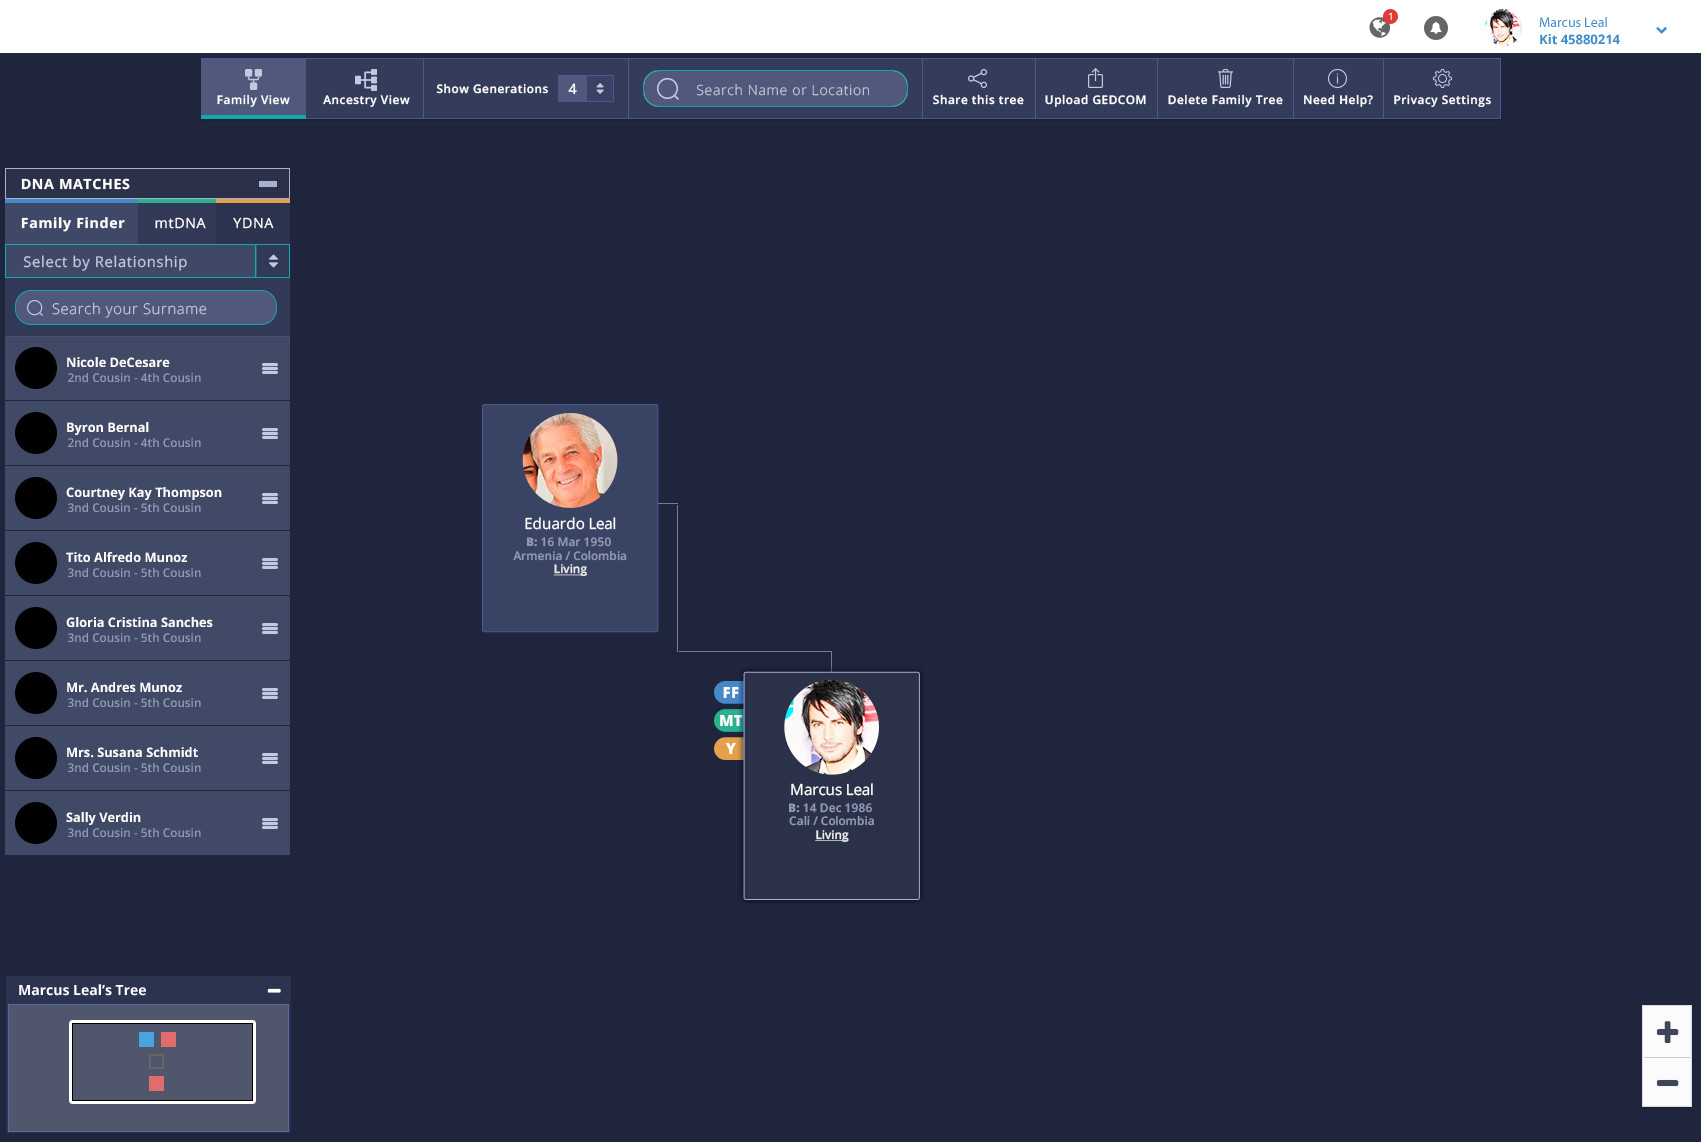 1
Marcus Leal
Kit 45880214
Family View
Ancestry View
Show Generations
4
Search Name or Location
Share this tree
Upload GEDCOM
Delete Family Tree
Need Help?
Privacy Settings
DNA MATCHES
Family Finder
mtDNA
YDNA
Select by Relationship
Search your Surname
Nicole DeCesare
2nd Cousin - 4th Cousin
Byron Bernal
2nd Cousin - 4th Cousin
Courtney Kay Thompson
3nd Cousin - 5th Cousin
Tito Alfredo Munoz
3nd Cousin - 5th Cousin
Gloria Cristina Sanches
3nd Cousin - 5th Cousin
Mr. Andres Munoz
3nd Cousin - 5th Cousin
Mrs. Susana Schmidt
3nd Cousin - 5th Cousin
Sally Verdin
3nd Cousin - 5th Cousin
Eduardo Leal
B: 16 Mar 1950
Armenia / Colombia
Living
FF
MT
Y
Marcus Leal
B: 14 Dec 1986
Cali / Colombia
Living
Marcus Leal's Tree